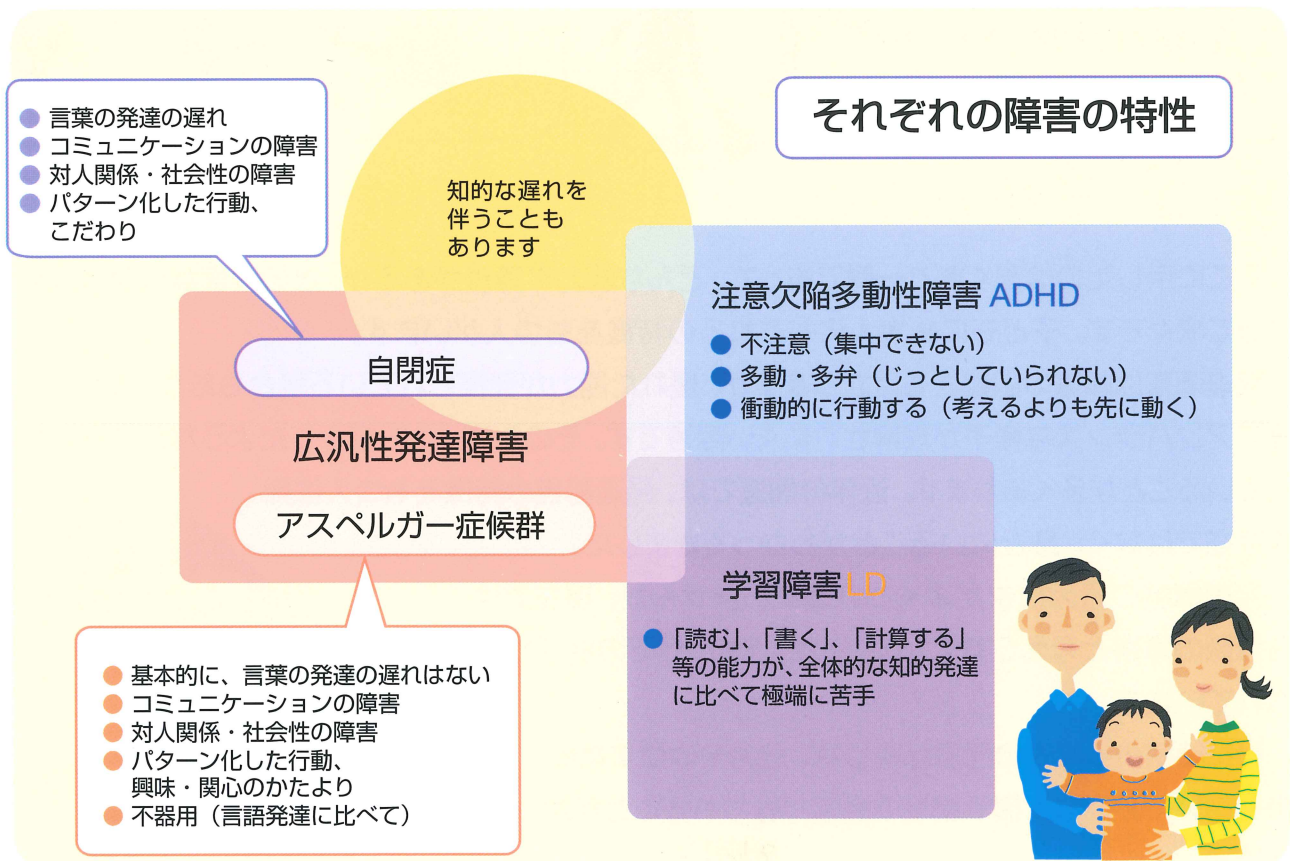 それぞれの障害の特性
● 言葉の発達の遅れ
● コミュニケーションの障害
● 対人関係・社会性の障害
● パターン化した行動、
こだわり
知的な遅れを
伴うことも
あります
自閉症
広汎性発達障害
アスペルガー症候群
● 基本的に、言葉の発達の遅れはない
● コミュニケーションの障害
● 対人関係・社会性の障害
● パターン化した行動、
興味・関心のかたより
● 不器用（言語発達に比べて）
注意欠陥多動性障害 ADHD
● 不注意（集中できない）
● 多動・多弁（じっとしていられない）
● 衝動的に行動する（考えるよりも先に動く）
学習障害 LD
● 「読む」、「書く」、「計算する」
等の能力が、全体的な知的発達
に比べて極端に苦手